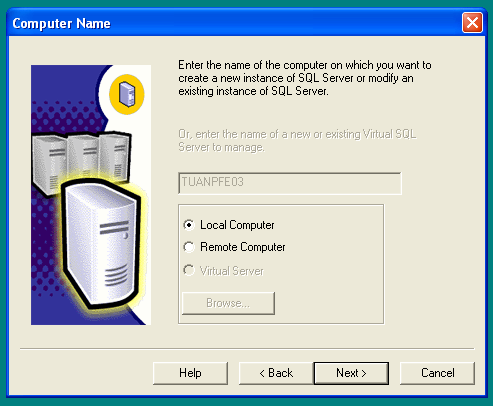 Computer Name
Enter the name of the computer on which you want to
create a new instance of SQL Server or modify an
existing instance of SQL Server.
Or, enter the name of a new or existing Virtual SQL
Server to manage.
TUANPFE03
Local Computer
Remote Computer
Virtual Server
Browse...
Help
< Back
Next >
Cancel